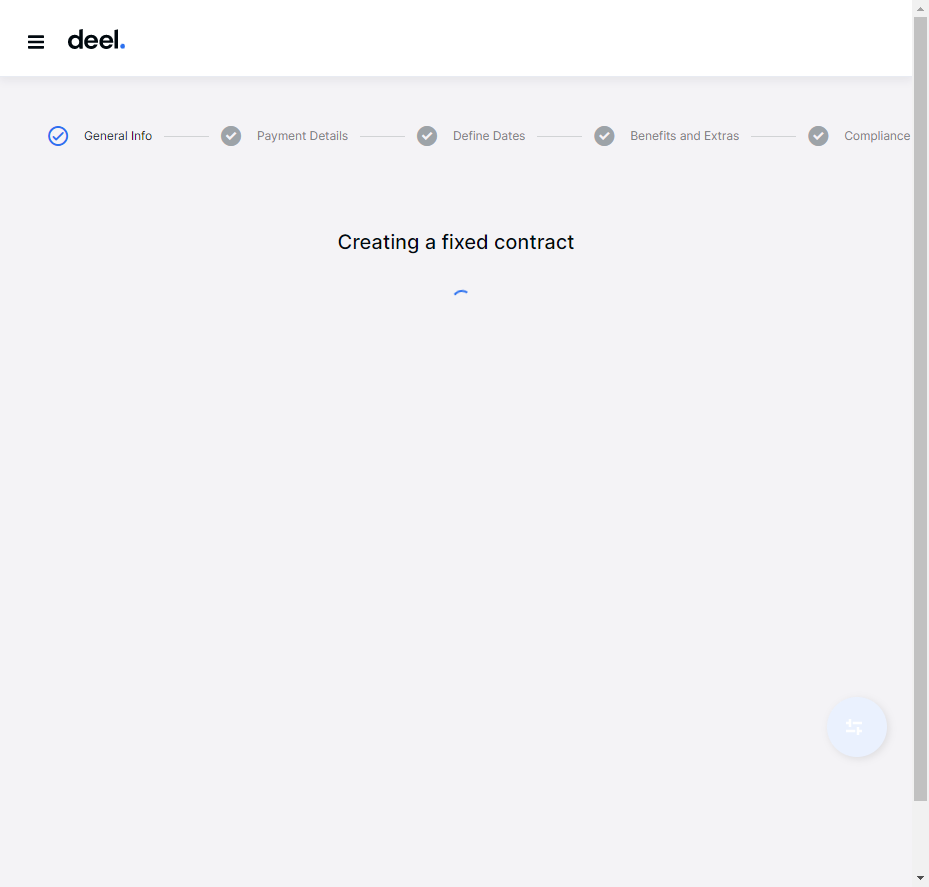 deel.
General Info
Payment Details
Define Dates
Benefits and Extras
Compliance
Creating a fixed contract